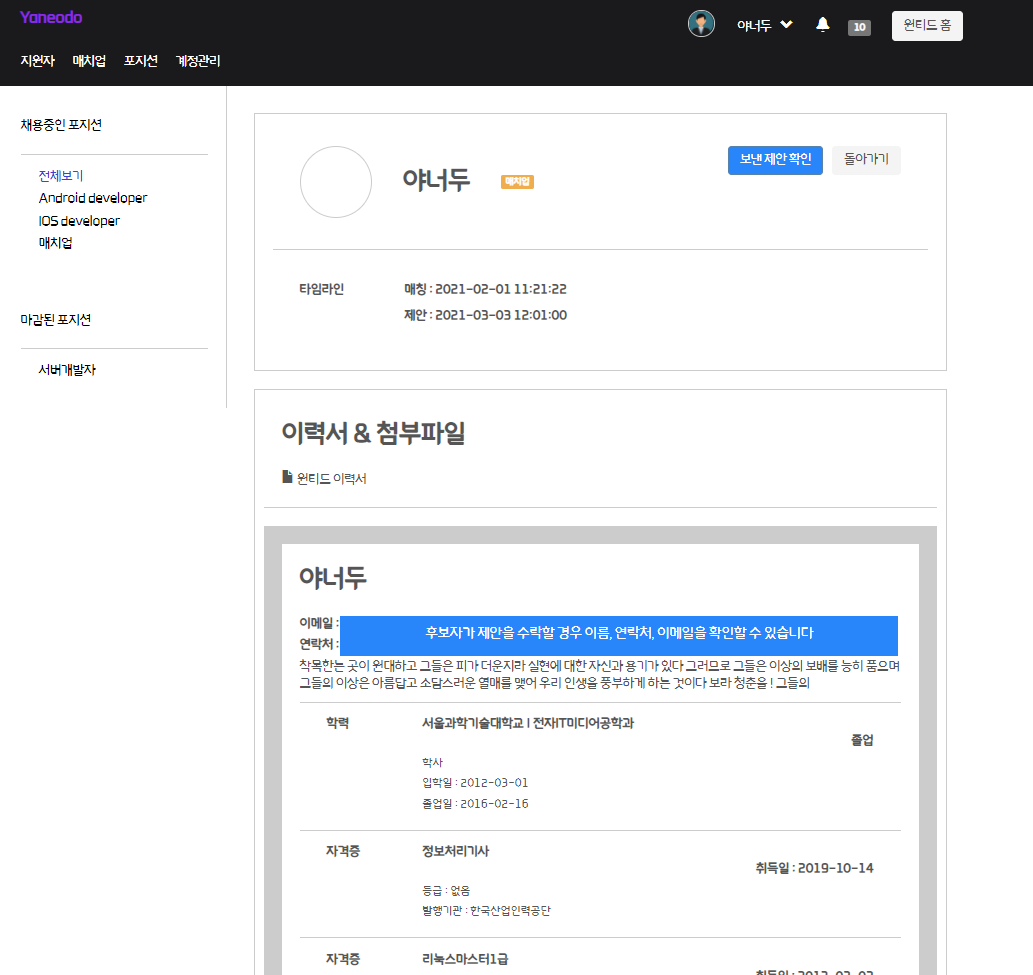 Yaneodo
야너두
10
원티드 홈
지원자 매치업 포지션 계정관리
채용중인 포지션
전체보기
Android developer
IOS developer
매치업
마감된 포지션
서버개발자
야너두
매치업
보낸 제안 확인
돌아가기
타임라인
매칭 : 2021-02-01 11:21:22
제안 : 2021-03-03 12:01:00
이력서 & 첨부파일
원티드 이력서
야너두
이메일 :
연락처 :
후보자가 제안을 수락할 경우 이름, 연락처, 이메일을 확인할 수 있습니다
착목한는 곳이 원대하고 그들은 피가 더운지라 실현에 대한 자신과 용기가 있다 그러므로 그들은 이상의 보배를 능히 품으며
그들의 이상은 아름답고 소담스러운 열매를 맺어 우리 인생을 풍부하게 하는 것이다 보라 청춘을 ! 그들의
학력
서울과학기술대학교 I 전자IT미디어공학과
졸업
학사
입학일 : 2012-03-01
졸업일 : 2016-02-16
자격증
정보처리기사
취득일 : 2019-10-14
등급 : 없음
발행기관 : 한국산업인력공단
자격증
리눅스마스터1급